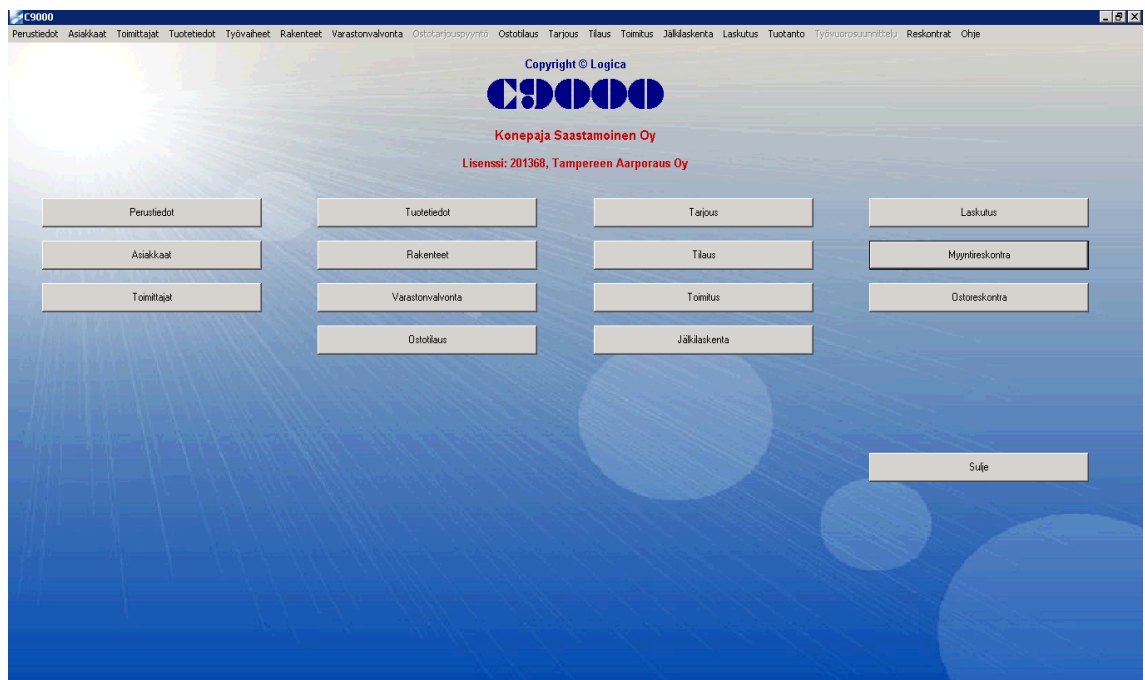 C9000
Perustiedot Asiakkaat Toimittajat Tuotetiedot Työvaiheet Rakenteet Varastonvalvonta Ostotarjouspyyntö Ostotilaus Tarjous Tilaus Toimitus Jälkilaskenta Laskutus Tuotanto Työvuorosuunnittelu Reskontrat Ohje
Copyright © Logica
C9000
Konepaja Saastamoinen Oy
Lisenssi: 201368, Tampereen Aarporaus Oy
Perustiedot Tuotetiedot Tarjous Laskutus
Asiakkaat Rakenteet Tilaus Myyntireskontra
Toimittajat Varastonvalvonta Toimitus Ostoreskontra
Ostotilaus Jälkilaskenta
Sulje